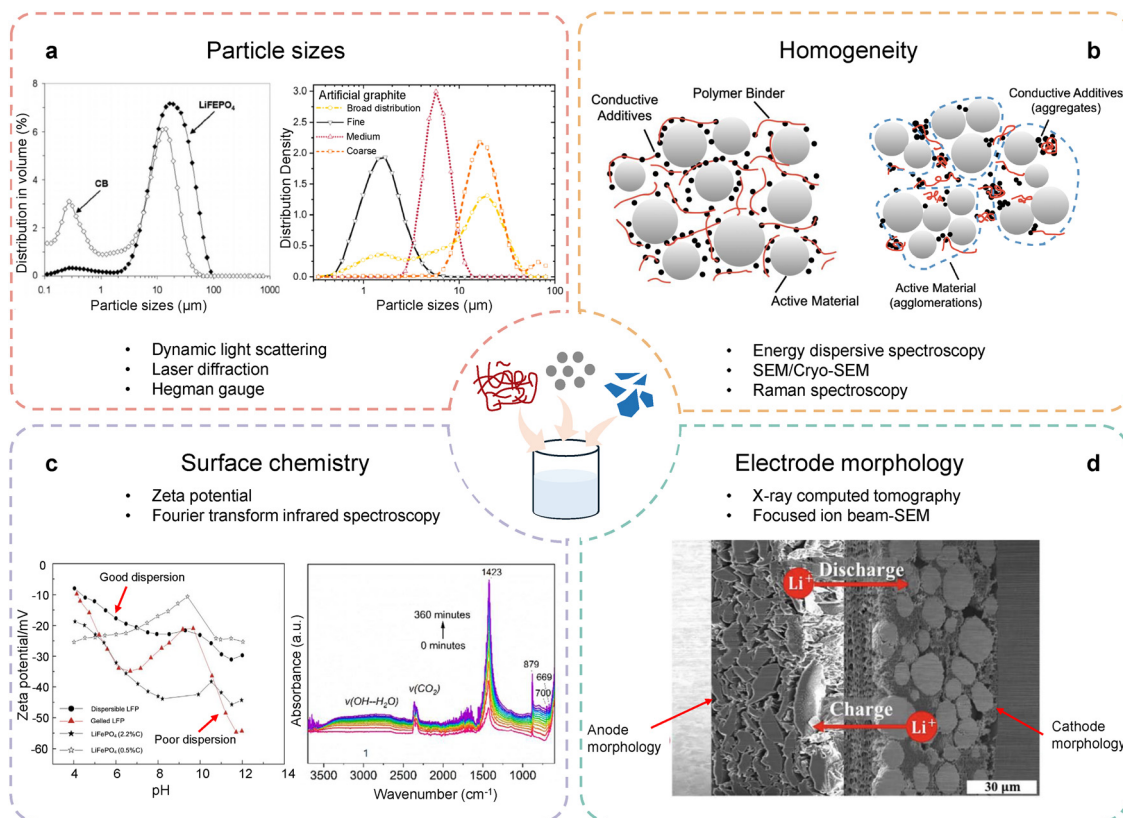 a
Particle sizes
Distribution in volume (%)
8
7
6
4
2
0
LiFEPO₄
CB
0.1
1
10
100
1000
Particle sizes (µm)
Distribution Density
3.0
2.5
2.0
1.5
1.0
0.5
0.0
Artificial graphite
Broad distribution
Fine
Medium
Coarse
1
10
100
Particle sizes (µm)
• Dynamic light scattering
• Laser diffraction
• Hegman gauge
Homogeneity
b
Conductive
Additives
Polymer Binder
Active Material
Conductive Additives
(aggregates)
Active Material
(agglomerations)
• Energy dispersive spectroscopy
• SEM/Cryo-SEM
• Raman spectroscopy
c
Surface chemistry
• Zeta potential
• Fourier transform infrared spectroscopy
Zeta potential/mV
0
-10
-20
-30
-40
-50
-60
Good dispersion
Poor dispersion
Dispersible LFP
Gelled LFP
LiFePO₄ (2.2%C)
LiFePO₄ (0.5%C)
4
6
8
10
12
14
pH
Absorbance (a.u.)
1423
360 minutes
0 minutes
ν(OH--H₂O)
ν(CO₂)
879
669
700
1
3500
3000
2500
2000
1500
1000
Wavenumber (cm⁻¹)
Electrode morphology
d
• X-ray computed tomography
• Focused ion beam-SEM
Li⁺
Discharge
Charge
Li⁺
Anode
morphology
Cathode
morphology
30 µm